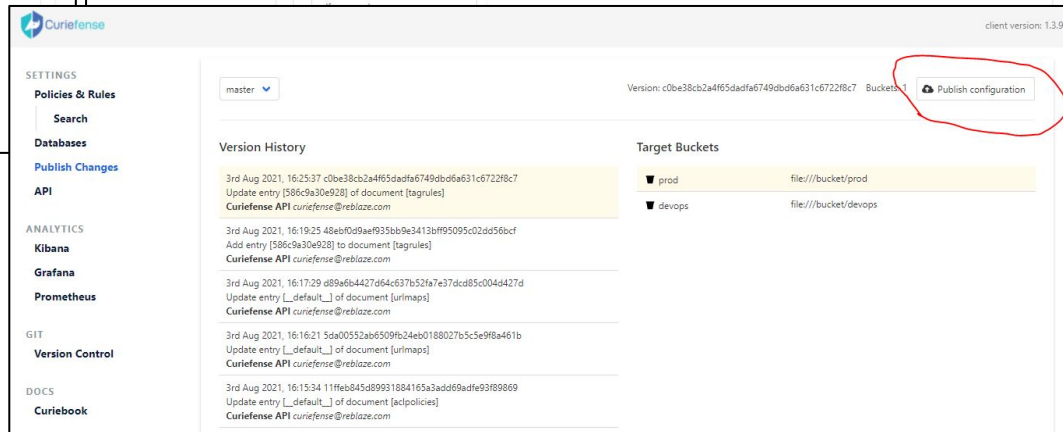 Curiefense
client version: 1.3.9
SETTINGS
Policies & Rules
Search
Databases
Publish Changes
API
ANALYTICS
Kibana
Grafana
Prometheus
GIT
Version Control
DOCS
Curiebook
master
Version: c0be38cb2a4f65dadfa6749dbd6a631c6722f8c7 Buckets: 1
Publish configuration
Version History
3rd Aug 2021, 16:25:37 c0be38cb2a4f65dadfa6749dbd6a631c6722f8c7
Update entry [586c9a30e928] of document [tagrules]
Curiefense API curiefense@reblaze.com
3rd Aug 2021, 16:19:25 48ebf0d9aef935bb9e3413bff95095c02dd56bcf
Add entry [586c9a30e928] to document [tagrules]
Curiefense API curiefense@reblaze.com
3rd Aug 2021, 16:17:29 d89a6b4427d64c637b52fa7e37dcd85c004d427d
Update entry [__default__] of document [urlmaps]
Curiefense API curiefense@reblaze.com
3rd Aug 2021, 16:16:21 5da00552ab6509fb24eb0188027b5c5e9f8a461b
Update entry [__default__] of document [urlmaps]
Curiefense API curiefense@reblaze.com
3rd Aug 2021, 16:15:34 11ffeb845d89931884165a3add69adfe93f89869
Update entry [__default__] of document [aclpolicies]
Curiefense API curiefense@reblaze.com
Target Buckets
prod file:///bucket/prod
devops file:///bucket/devops